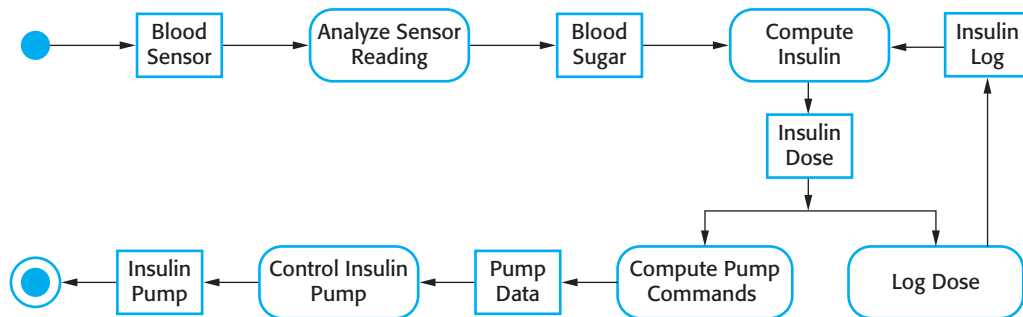 Blood
Sensor
Analyze Sensor
Reading
Blood
Sugar
Compute
Insulin
Insulin
Log
Insulin
Dose
Insulin
Pump
Control Insulin
Pump
Pump
Data
Compute Pump
Commands
Log Dose